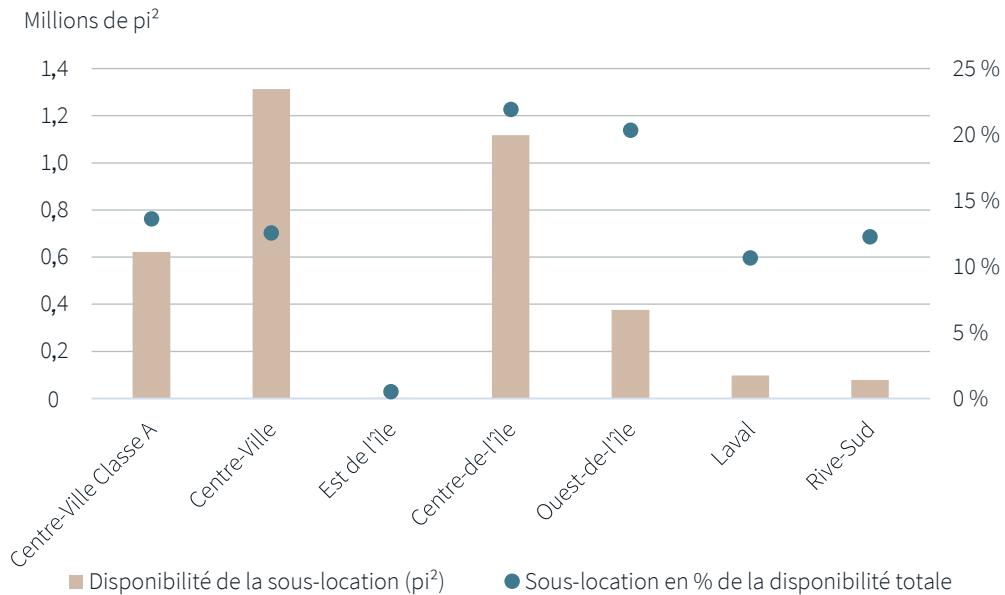 Millions de pi²
1,4
1,2
1,0
0,8
0,6
0,4
0,2
0
25 %
20 %
15 %
10 %
5 %
0 %
Centre-Ville Classe A
Centre-Ville
Est de l'île
Centre-de-l'île
Ouest-de-l'île
Laval
Rive-Sud
Disponibilité de la sous-location (pi²)
Sous-location en % de la disponibilité totale